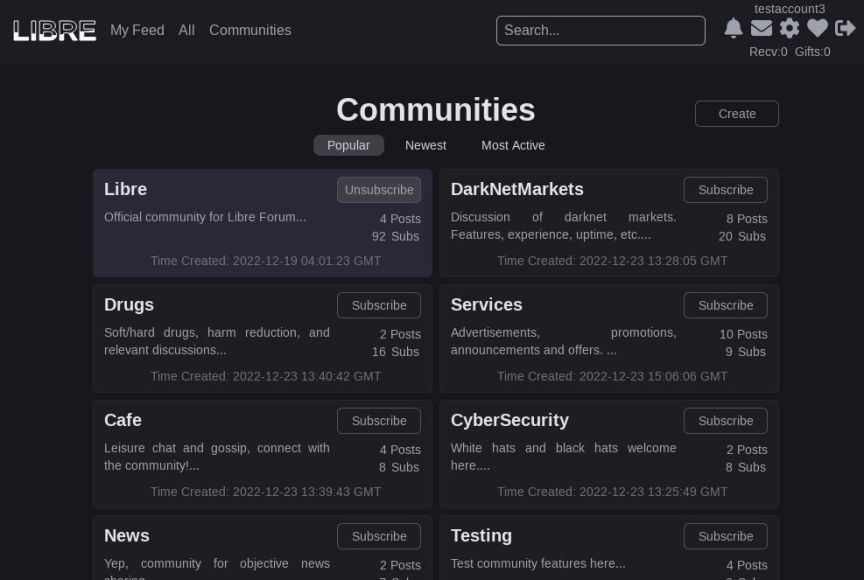 testaccount3
LIBRE My Feed All Communities Search...
Recv:0 Gifts:0
Communities
Create
Popular Newest Most Active
Libre
Unsubscribe
Official community for Libre Forum...
4 Posts
92 Subs
Time Created: 2022-12-19 04:01:23 GMT
DarkNetMarkets
Subscribe
Discussion of darknet markets.
Features, experience, uptime, etc....
8 Posts
20 Subs
Time Created: 2022-12-23 13:28:05 GMT
Drugs
Subscribe
Soft/hard drugs, harm reduction, and
relevant discussions...
2 Posts
16 Subs
Time Created: 2022-12-23 13:40:42 GMT
Services
Subscribe
Advertisements, promotions,
announcements and offers. ...
10 Posts
9 Subs
Time Created: 2022-12-23 15:06:06 GMT
Cafe
Subscribe
Leisure chat and gossip, connect with
the community!...
4 Posts
8 Subs
Time Created: 2022-12-23 13:39:43 GMT
CyberSecurity
Subscribe
White hats and black hats welcome
here....
2 Posts
8 Subs
Time Created: 2022-12-23 13:25:49 GMT
News
Subscribe
Yep, community for objective news
2 Posts
Testing
Subscribe
Test community features here...
4 Posts